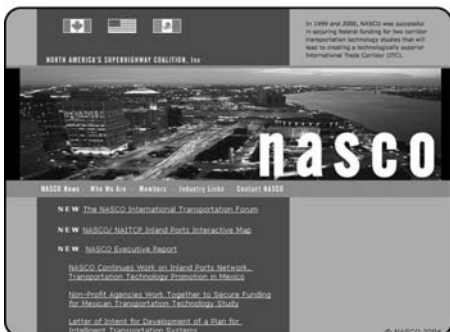 In 1999 and 2000, NASCO was successful
in securing federal funding for two corridor
transportation technology studies that will
lead to creating a technologically superior
International Trade Corridor (ITC).
NORTH AMERICA'S SUPERHIGHWAY COALITION, Inc
nasco
NASCO News - Who We Are - Members - Industry Links - Contact NASCO
NEW The NASCO International Transportation Forum
NEW NASCO/ NAITCP Inland Ports Interactive Map
NEW NASCO Executive Report
NASCO Continues Work on Inland Ports Network,
Transportation Technology Promotion in Mexico
Non-Profit Agencies Work Together to Secure Funding
for Mexican Transportation Technology Study
Letter of Intent for Development of a Plan for
Intelligent Transportation Systems
© NASCO 2004